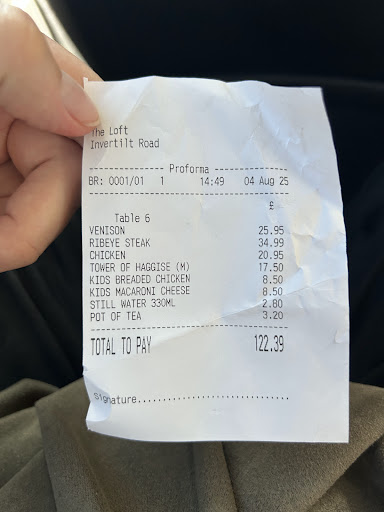 The Loft
Invertilt Road
Proforma
BR: 0001/01 1 14:49 04 Aug 25
£
Table 6
VENISON 25.95
RIBEYE STEAK 34.99
CHICKEN 20.95
TOWER OF HAGGISE (M) 17.50
KIDS BREADED CHICKEN 8.50
KIDS MACARONI CHEESE 8.50
STILL WATER 330ML 2.80
POT OF TEA 3.20
TOTAL TO PAY 122.39
Signature..............................